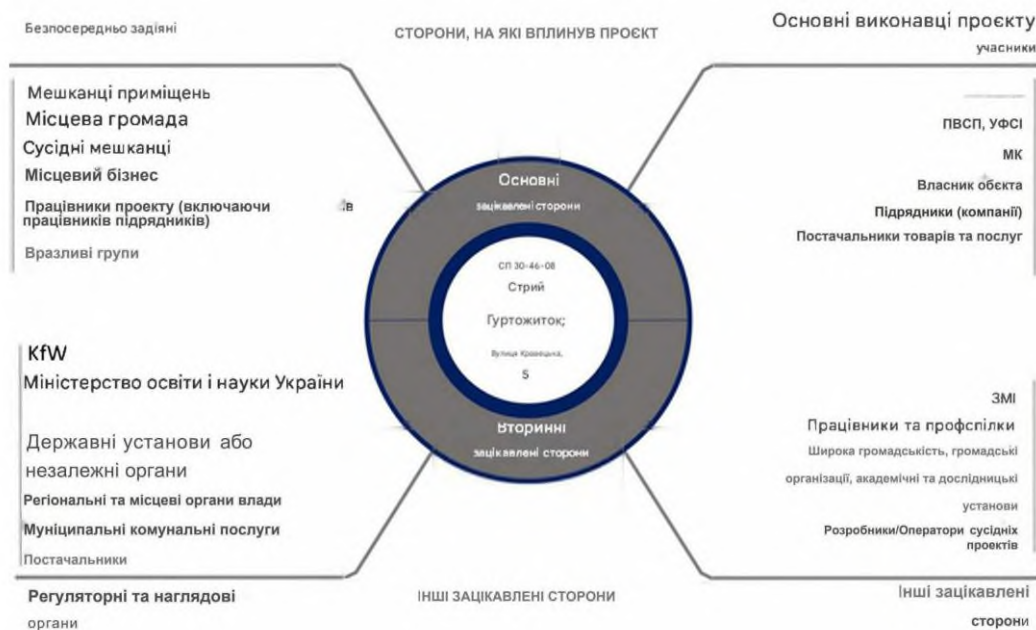 Безпосередньо задіяні
СТОРОНИ, НА ЯКІ ВПЛИНУВ ПРОЄКТ
Основні виконавці проєкту
учасники
Мешканці приміщень
Місцева громада
Сусідні мешканці
Місцевий бізнес
Працівники проекту (включаючи
ів
працівників підрядників)
Вразливі групи
ПВСП, УФСІ
МК
Власник обєкта
Підрядники (компанії)
Постачальники товарів та послуг
Основні
зацікавлені сторони
СП 30-46-08
Стрий
Гуртожиток;
Вулиця
5
Вторинні
зацікавлені сторони
KfW
Міністерство освіти і науки України
Державні установи або
незалежні органи
Регіональні та місцеві органи влади
Муніципальні комунальні послуги
Постачальники
ЗМІ
Працівники та профспілки
Широка громадськість, громадські
організації, академічні та дослідницькі
установи
Розробники/Оператори сусідніх
проектів
Регуляторні та наглядові
органи
ІНШІ ЗАЦІКАВЛЕНІ СТОРОНИ
Інші зацікавлені
сторони